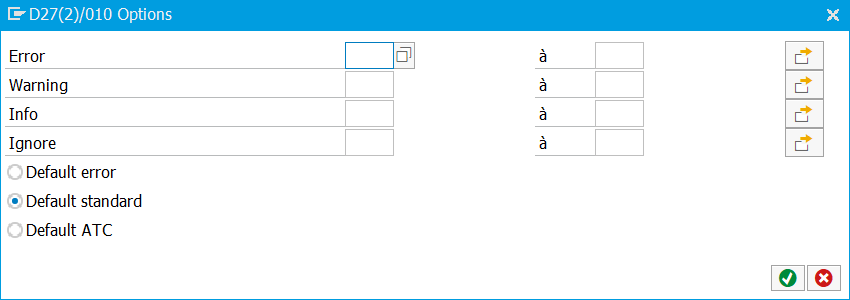 D27(2)/010 Options
Error à
Warning à
Info à
Ignore à
Default error
Default standard
Default ATC